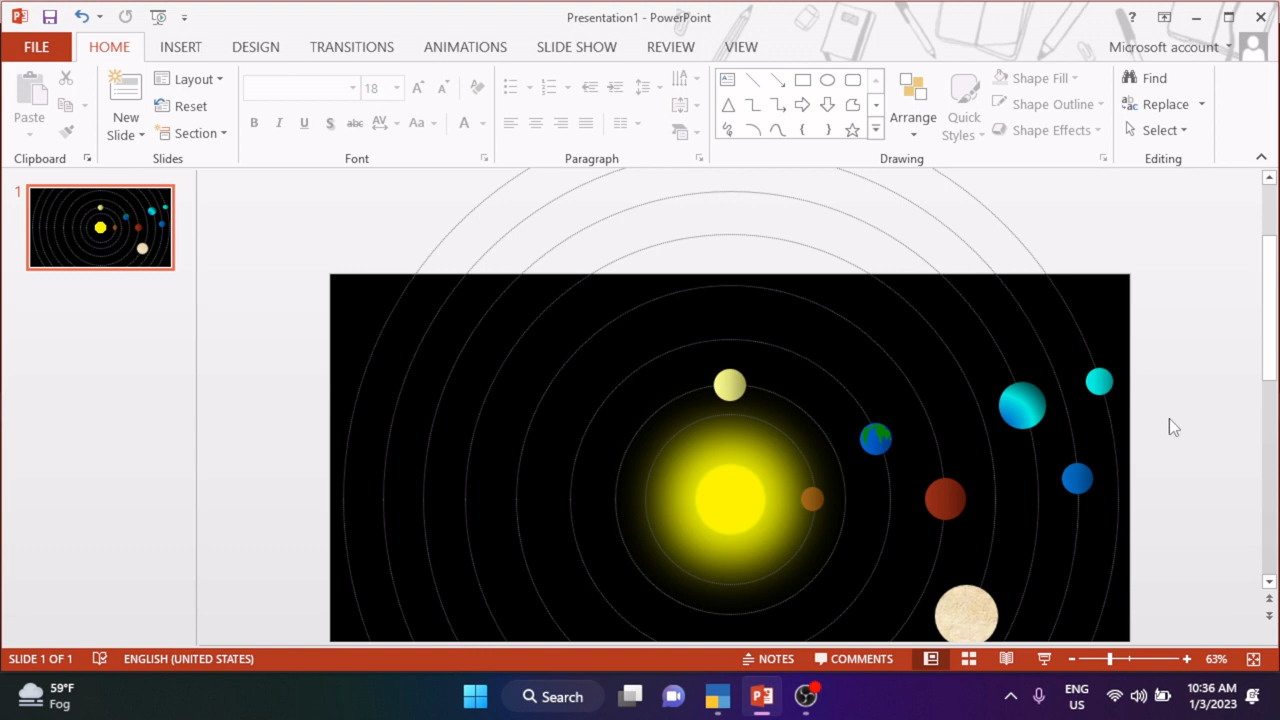 Presentation1 - PowerPoint
?
FILE HOME INSERT DESIGN TRANSITIONS ANIMATIONS SLIDE SHOW REVIEW VIEW Microsoft account
Paste
New Slide
Layout
Reset
Section
18
B I U S abc AV Aa A
Arrange
Quick Styles
Shape Fill
Shape Outline
Shape Effects
Find
Replace
Select
Clipboard Slides Font Paragraph Drawing Editing
1
SLIDE 1 OF 1 ENGLISH (UNITED STATES) NOTES COMMENTS 63%
59°F
Fog
Search
ENG
US
10:36 AM
1/3/2023